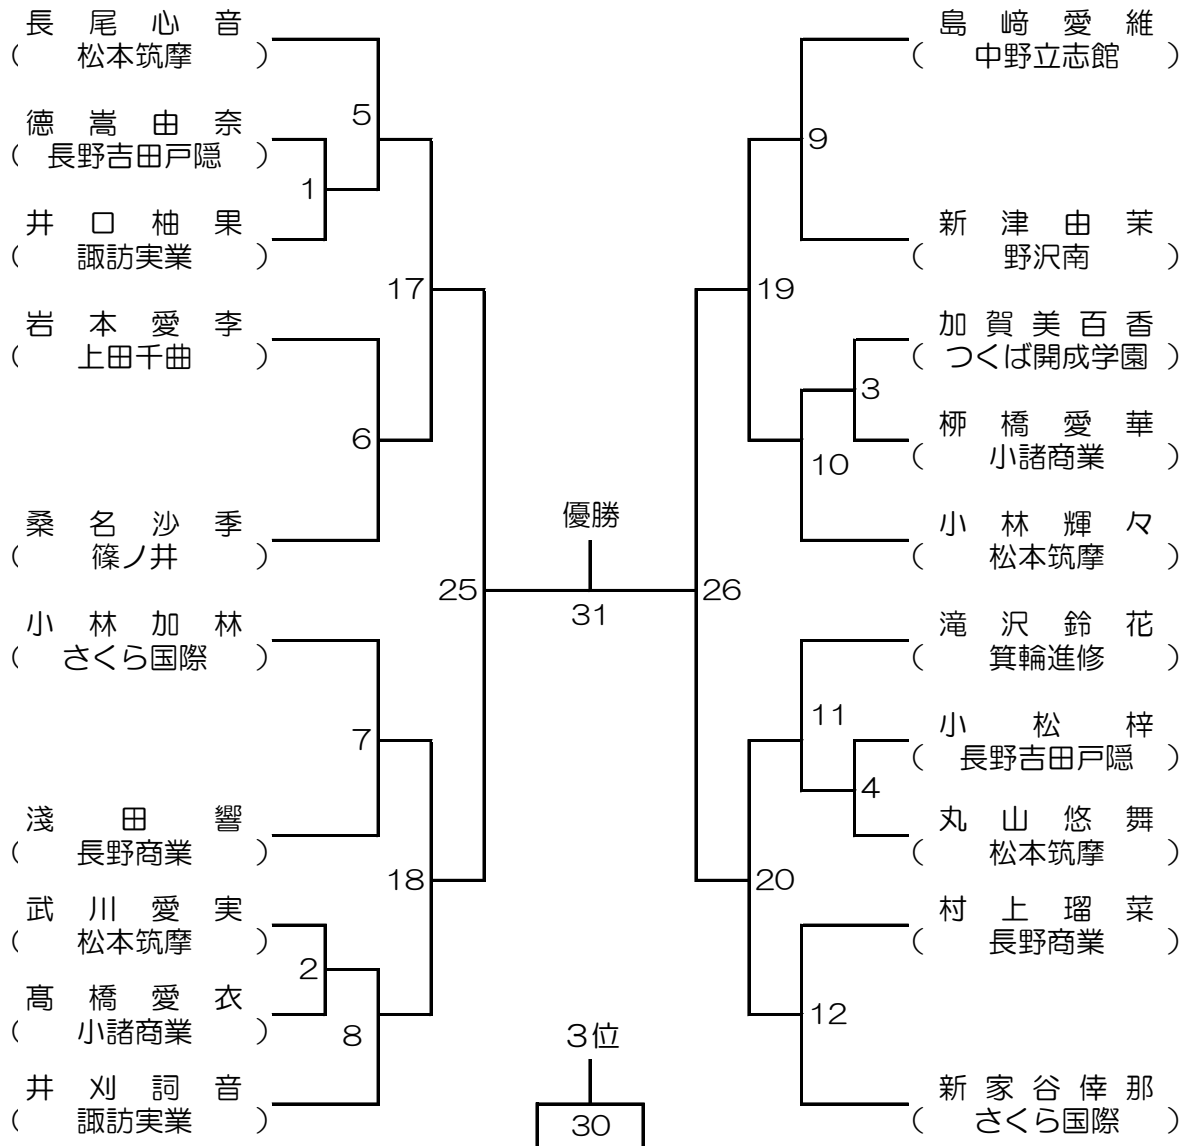 長尾心音
(松本筑摩)
5
德嵩由奈
(長野吉田戸隠)
1
井口柚果
(諏訪実業)
17
岩本愛李
(上田千曲)
6
桑名沙季
(篠ノ井)
25
小林加林
(さくら国際)
7
淺田響
(長野商業)
18
武川愛実
(松本筑摩)
2
髙橋愛衣
(小諸商業)
8
井刈詞音
(諏訪実業)
優勝
31
3位
30
島﨑愛維
(中野立志館)
9
新津由茉
(野沢南)
19
加賀美百香
(つくば開成学園)
3
栁橋愛華
(小諸商業)
10
小林輝々
(松本筑摩)
26
滝沢鈴花
(箕輪進修)
11
小松梓
(長野吉田戸隠)
4
丸山悠舞
(松本筑摩)
20
村上瑠菜
(長野商業)
12
新家谷倖那
(さくら国際)